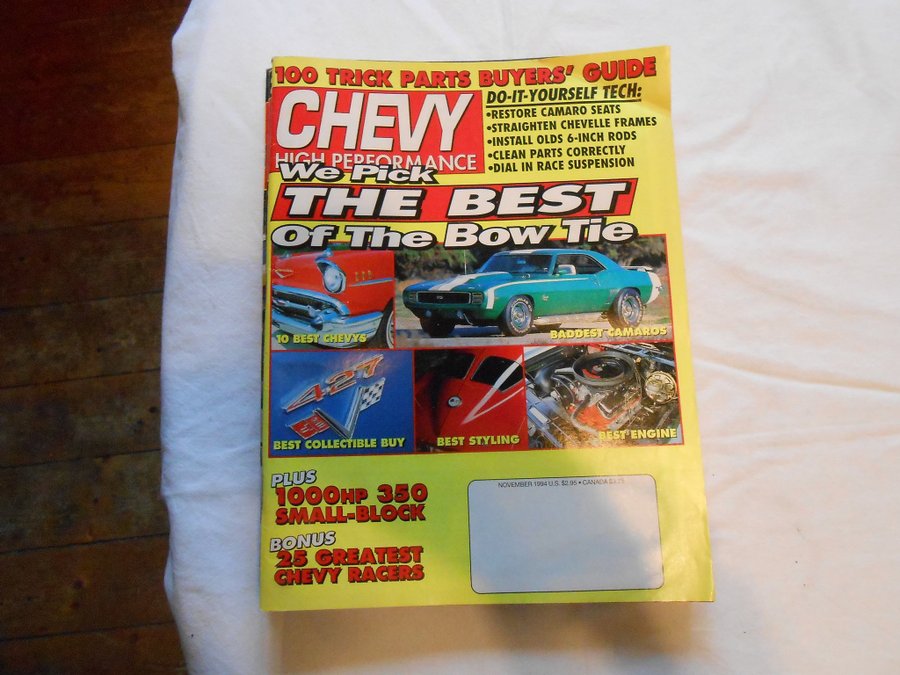 100 TRICK PARTS BUYERS' GUIDE
CHEVY
HIGH PERFORMANCE
DO-IT-YOURSELF TECH:
•RESTORE CAMARO SEATS
•STRAIGHTEN CHEVELLE FRAMES
•INSTALL OLDS 6-INCH RODS
•CLEAN PARTS CORRECTLY
•DIAL IN RACE SUSPENSION
We Pick
THE BEST
Of The Bow Tie
10 BEST CHEVYS
BADDEST CAMAROS
427
BEST COLLECTIBLE BUY
BEST STYLING
BEST ENGINE
PLUS
1000HP 350
SMALL-BLOCK
BONUS
25 GREATEST
CHEVY RACERS
NOVEMBER 1994 U.S. $2.95 • CANADA